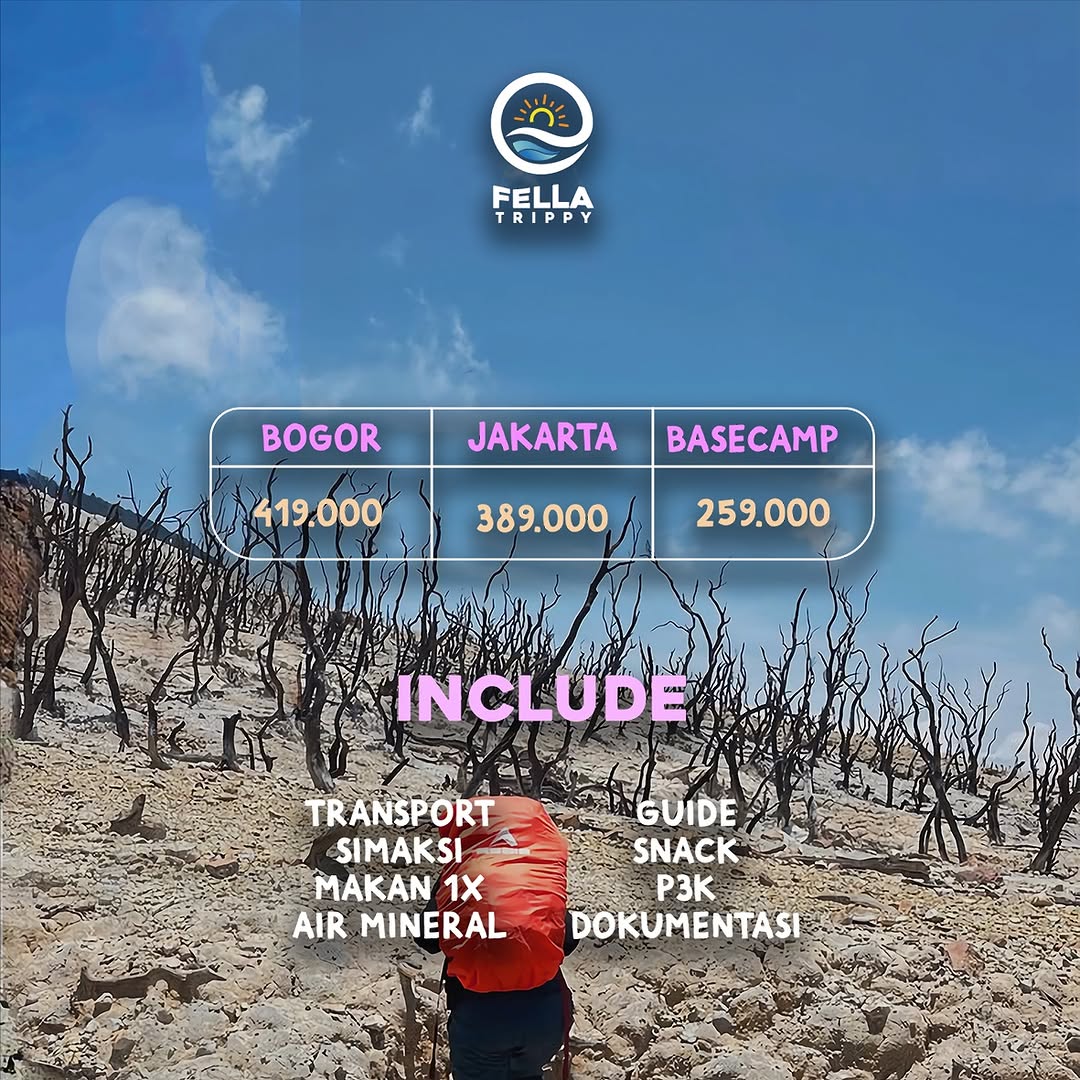 FELLA
TRIPPY
BOGOR JAKARTA BASECAMP
419.000 389.000 259.000
INCLUDE
TRANSPORT GUIDE
SIMAKSI SNACK
MAKAN 1X P3K
AIR MINERAL DOKUMENTASI